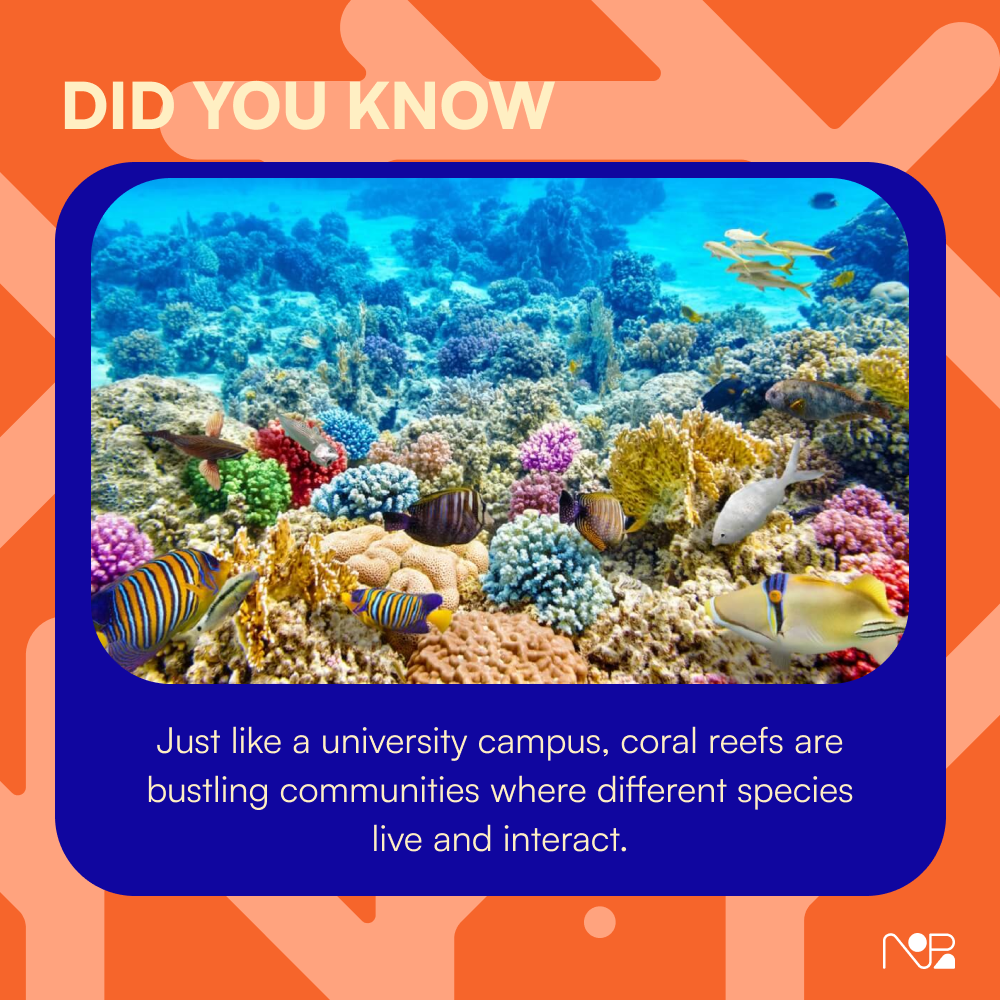 DID YOU KNOW
Just like a university campus, coral reefs are
bustling communities where different species
live and interact.